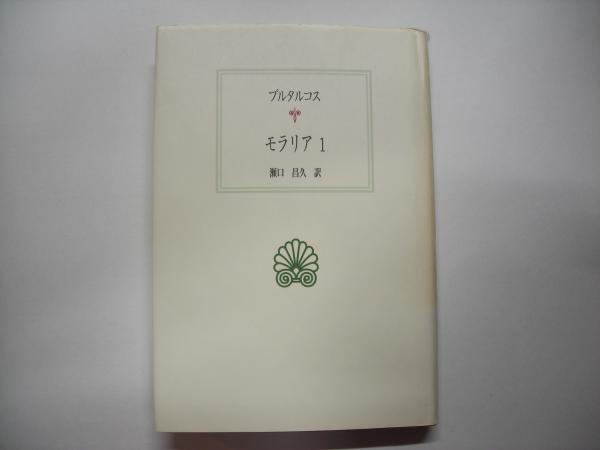 プルタルコス
モラリア 1
瀬口 昌久 訳